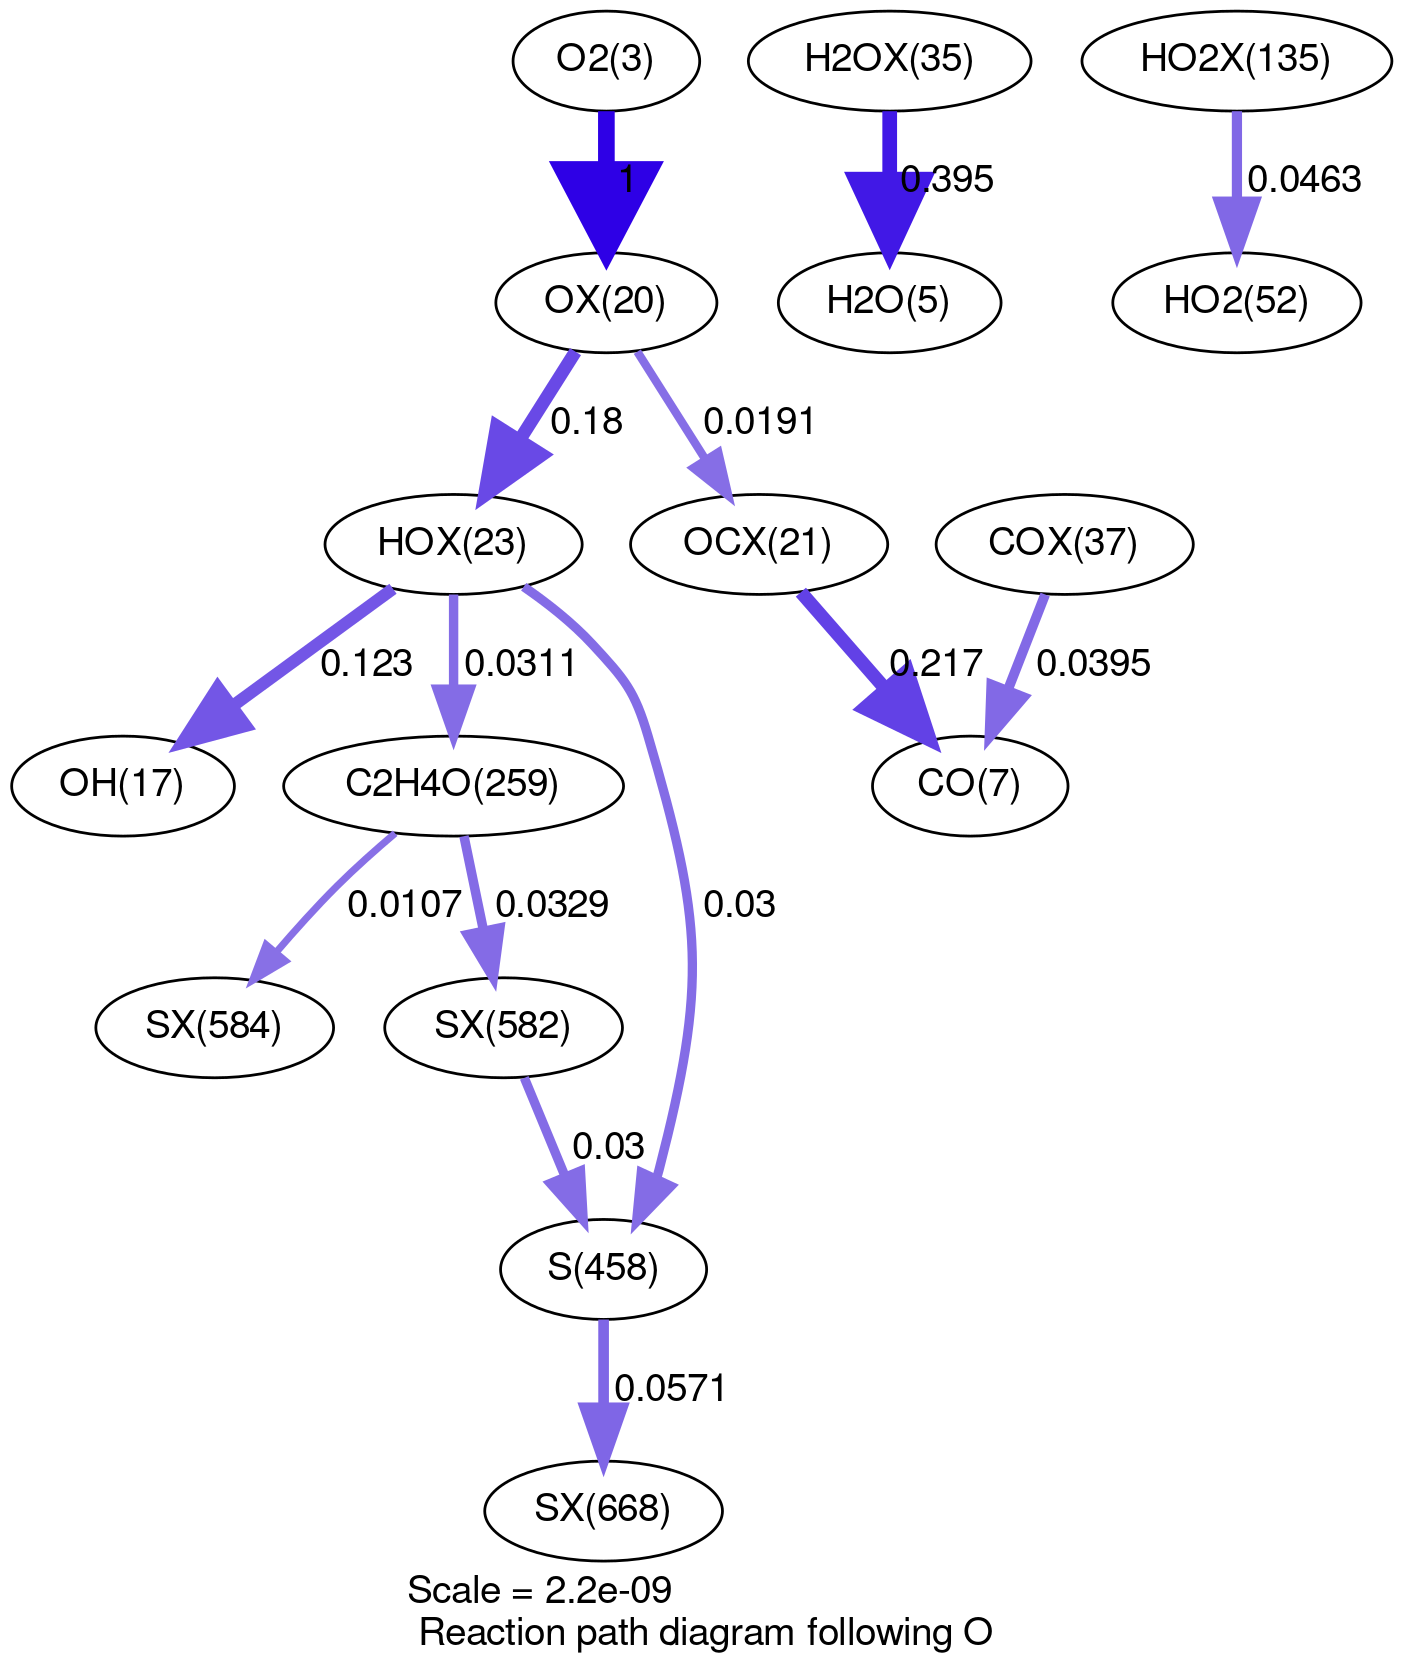 O2(3)
H2OX(35)
HO2X(135)
1
0.395
0.0463
OX(20)
H2O(5)
HO2(52)
0.18
0.0191
HOX(23)
OCX(21)
COX(37)
0.123
0.0311
0.217
0.0395
OH(17)
C2H4O(259)
CO(7)
0.0107
0.0329
0.03
SX(584)
SX(582)
0.03
S(458)
0.0571
SX(668)
Scale = 2.2e-09
Reaction path diagram following O